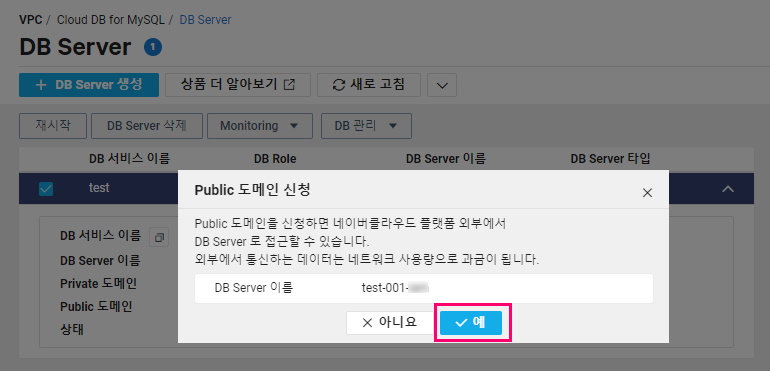 VPC / Cloud DB for MySQL / DB Server
DB Server 1
+ DB Server 생성 상품 더 알아보기 새로 고침
재시작 DB Server 삭제 Monitoring DB 관리
DB 서비스 이름 DB Role DB Server 이름 DB Server 타입
test
Public 도메인 신청
Public 도메인을 신청하면 네이버클라우드 플랫폼 외부에서
DB Server 로 접근할 수 있습니다.
외부에서 통신하는 데이터는 네트워크 사용량으로 과금이 됩니다.
DB Server 이름 test-001-
아니요 예
DB 서비스 이름
DB Server 이름
Private 도메인
Public 도메인
상태